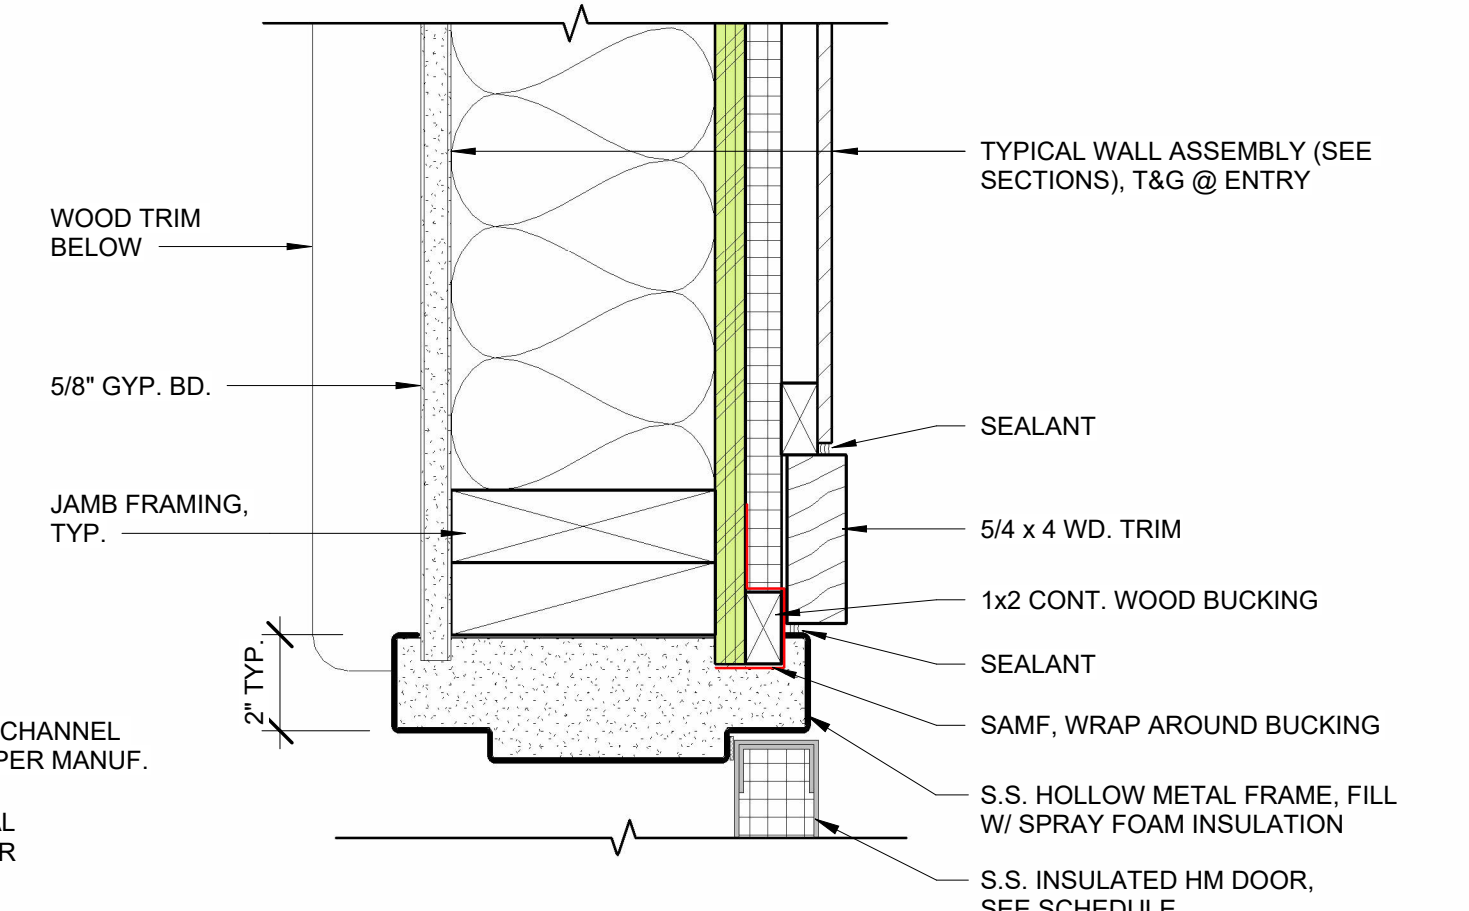 TYPICAL WALL ASSEMBLY (SEE
SECTIONS), T&G @ ENTRY
WOOD TRIM
BELOW
5/8" GYP. BD.
SEALANT
JAMB FRAMING,
TYP.
5/4 x 4 WD. TRIM
1x2 CONT. WOOD BUCKING
SEALANT
2" TYP.
SAMF, WRAP AROUND BUCKING
CHANNEL
PER MANUF.
S.S. HOLLOW METAL FRAME, FILL
W/ SPRAY FOAM INSULATION
S.S. INSULATED HM DOOR,
SEE SCHEDULE